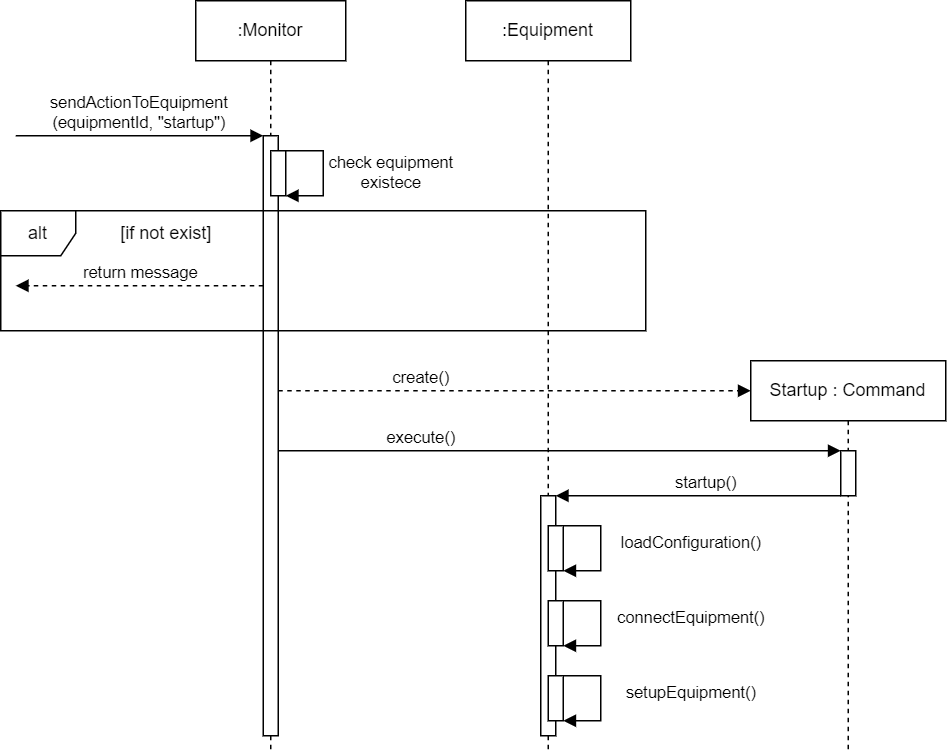 :Monitor
:Equipment
sendActionToEquipment
(equipmentId, "startup")
check equipment
existece
alt
[if not exist]
return message
create()
Startup : Command
execute()
startup()
loadConfiguration()
connectEquipment()
setupEquipment()